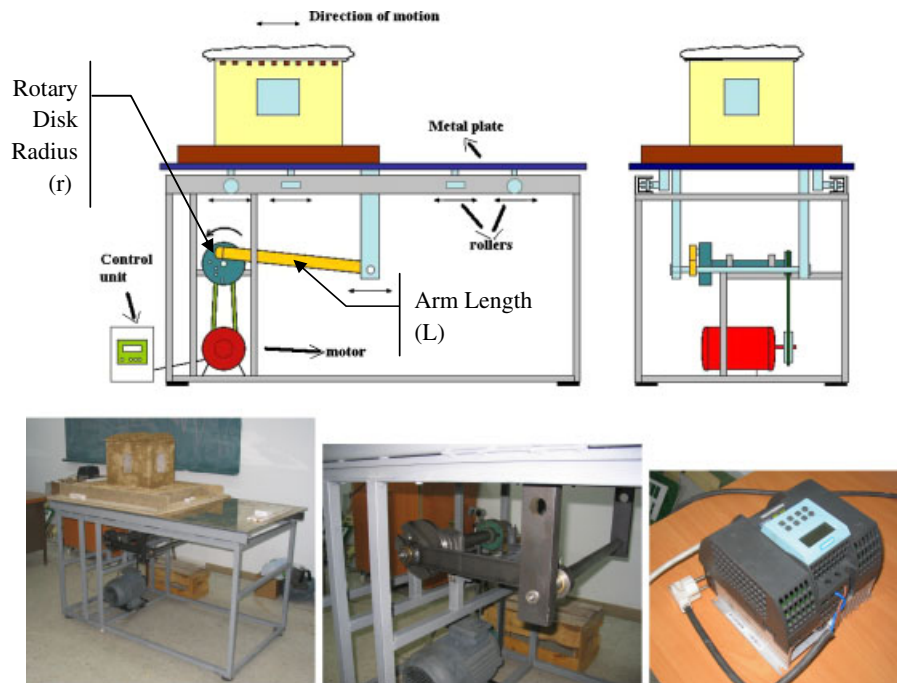 Direction of motion
Rotary
Disk
Radius
(r)
Metal plate
rollers
Control
unit
Arm Length
(L)
motor